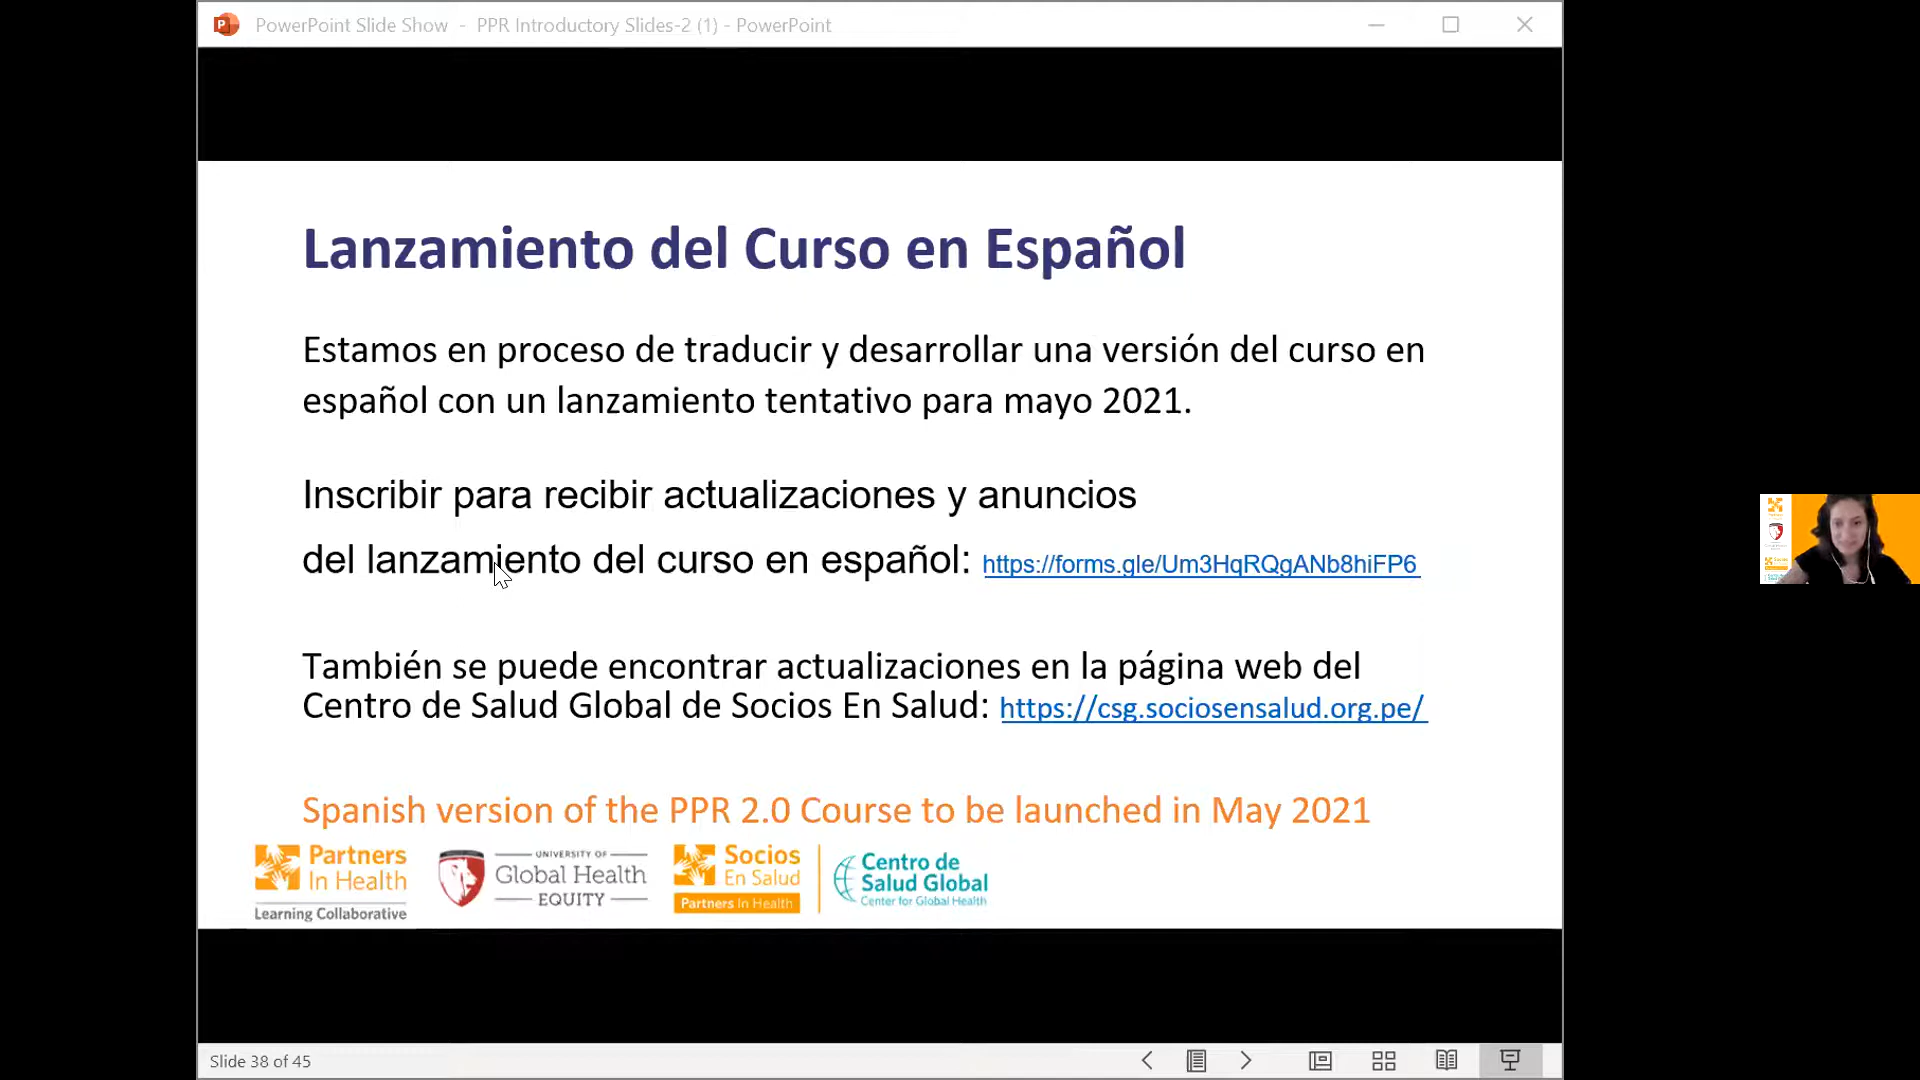 PowerPoint Slide Show - PPR Introductory Slides-2 (1) - PowerPoint
Lanzamiento del Curso en Español
Estamos en proceso de traducir y desarrollar una versión del curso en
español con un lanzamiento tentativo para mayo 2021.
Inscribir para recibir actualizaciones y anuncios
del lanzamiento del curso en español: https://forms.gle/Um3HqRQgANb8hiFP6
También se puede encontrar actualizaciones en la página web del
Centro de Salud Global de Socios En Salud: https://csg.sociosensalud.org.pe/
Spanish version of the PPR 2.0 Course to be launched in May 2021
Partners
In Health
Learning Collaborative
UNIVERSITY OF
Global Health
EQUITY
Socios
En Salud
Partners In Health
Centro de
Salud Global
Center for Global Health
Slide 38 of 45